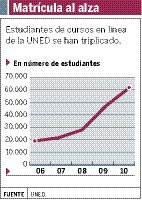 Matrícula al alza
Estudiantes de cursos en línea
de la UNED se han triplicado.
En número de estudiantes
70.000
60.000
50.000
40.000
30.000
20.000
10.000
0
06 07 08 09 10
FUENTE UNED.